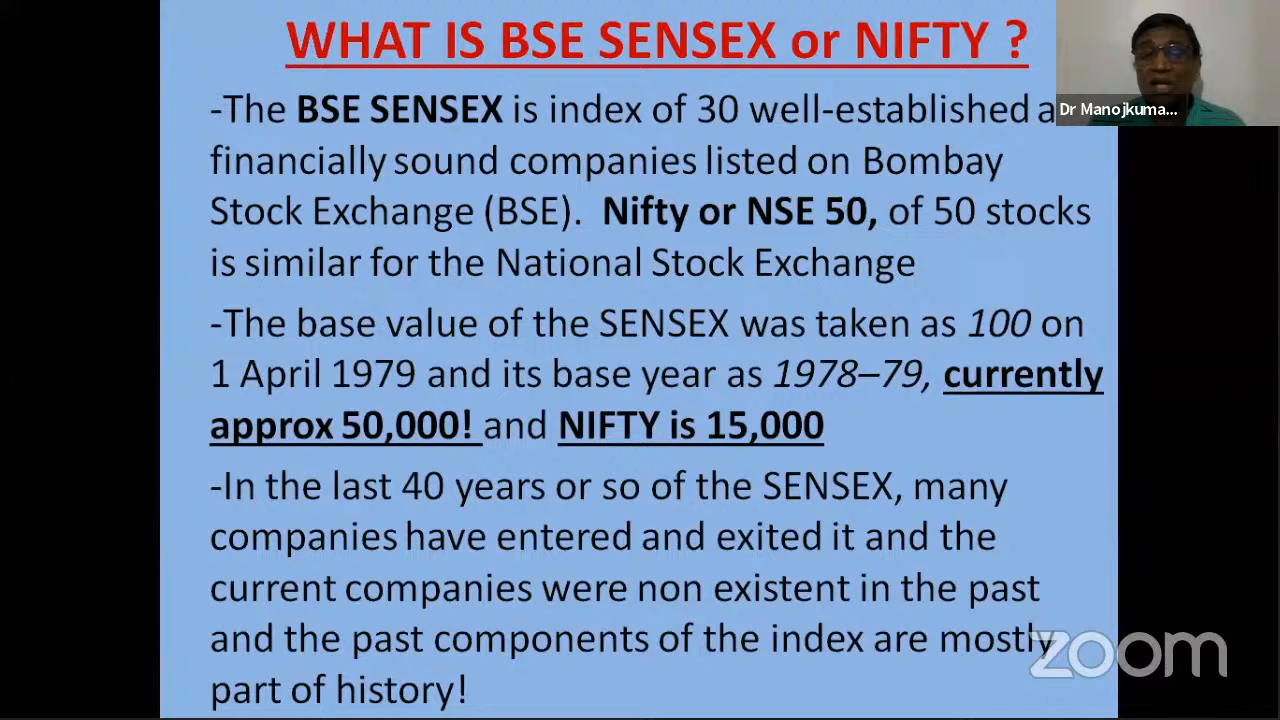 WHAT IS BSE SENSEX or NIFTY ?
-The BSE SENSEX is index of 30 well-established a
financially sound companies listed on Bombay
Stock Exchange (BSE). Nifty or NSE 50, of 50 stocks
is similar for the National Stock Exchange
-The base value of the SENSEX was taken as 100 on
1 April 1979 and its base year as 1978–79, currently
approx 50,000! and NIFTY is 15,000
-In the last 40 years or so of the SENSEX, many
companies have entered and exited it and the
current companies were non existent in the past
and the past components of the index are mostly
part of history!
Dr Manojkuma...
zoom